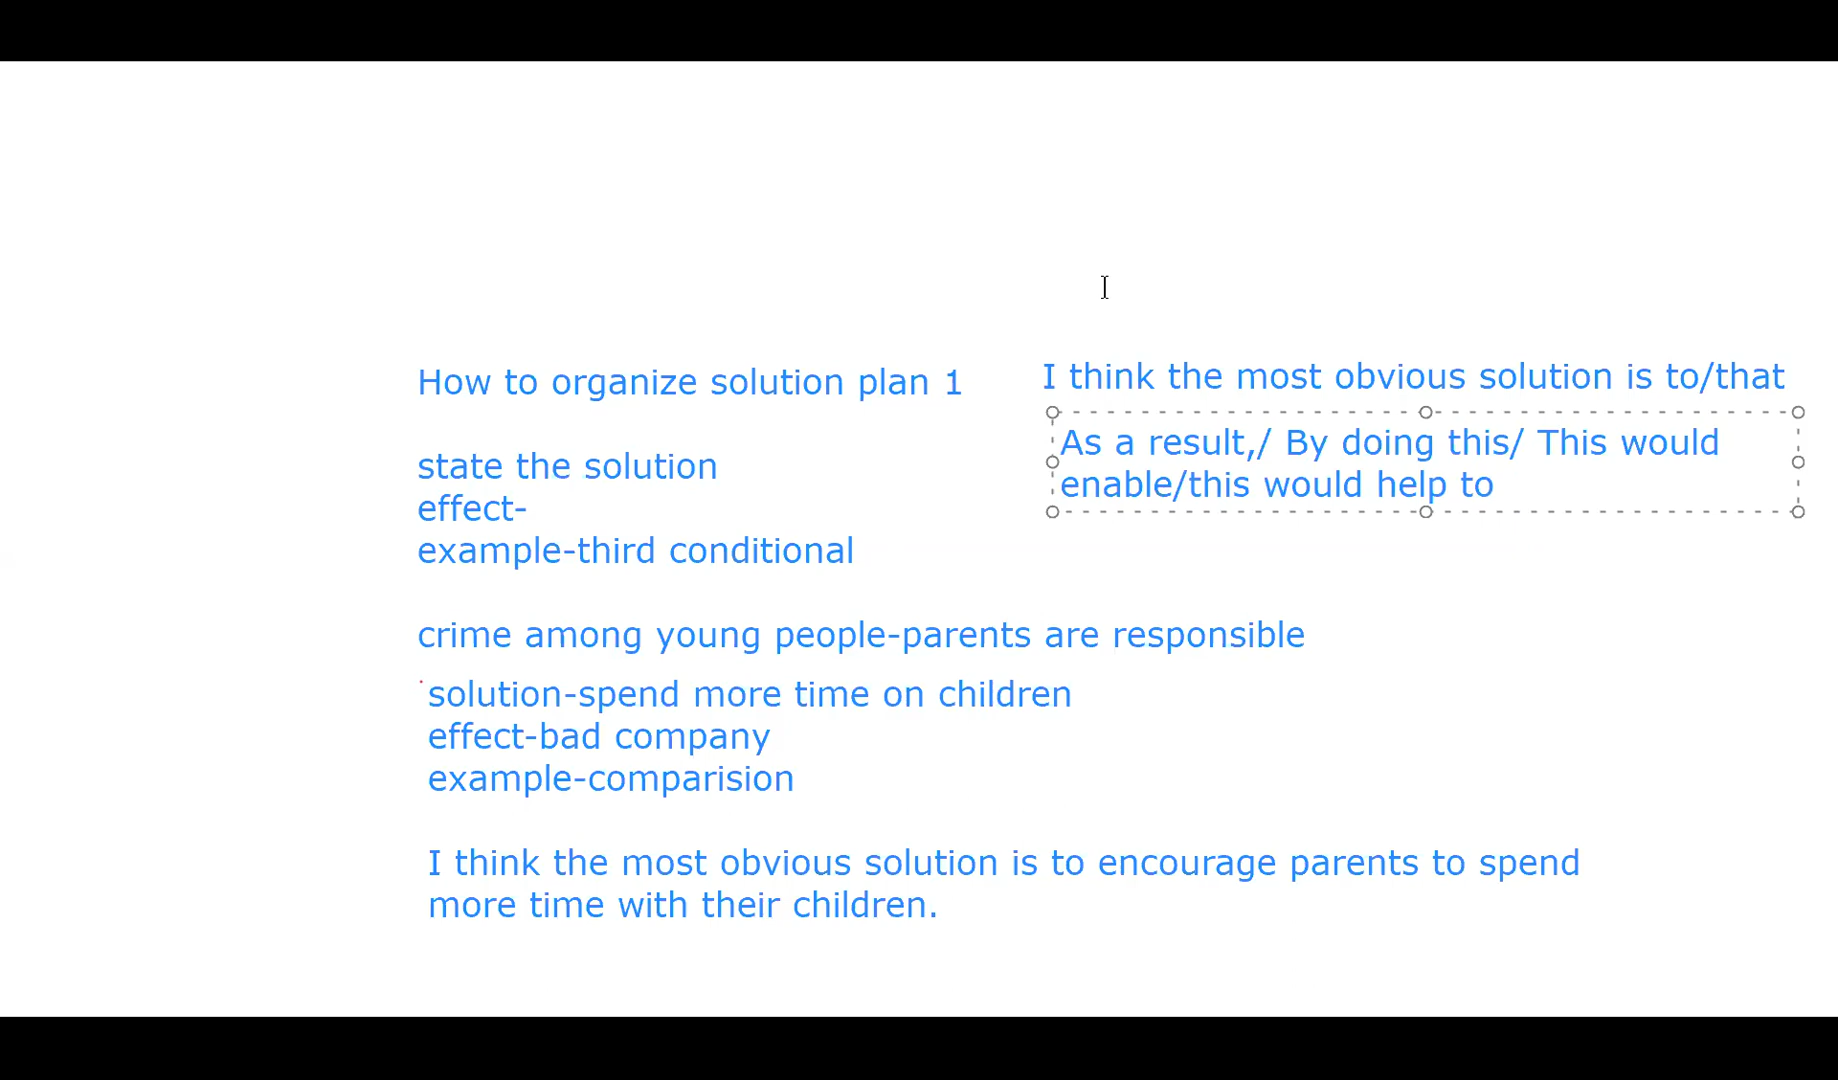 How to organize solution plan 1
state the solution
effect-
example-third conditional
I think the most obvious solution is to/that
As a result,/ By doing this/ This would
enable/this would help to
crime among young people-parents are responsible
solution-spend more time on children
effect-bad company
example-comparision
I think the most obvious solution is to encourage parents to spend
more time with their children.